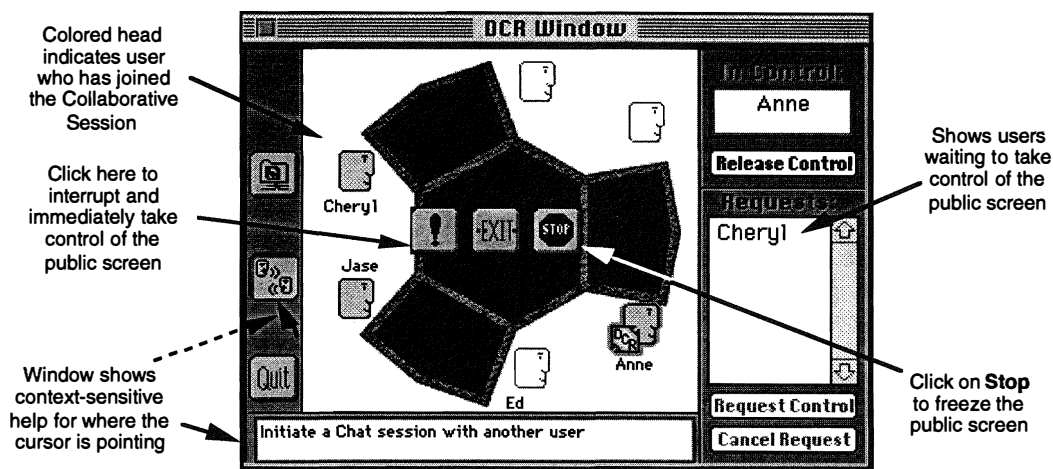 DCR Window
Colored head
indicates user
who has joined
the Collaborative
Session
Click here to
interrupt and
immediately take
control of the
public screen
Window shows
context-sensitive
help for where the
cursor is pointing
Quit
Cheryl
Jase
Ed
Anne
DCR
EXIT
STOP
Initiate a Chat session with another user
In Control:
Anne
Release Control
Requests:
Cheryl
Request Control
Cancel Request
Shows users
waiting to take
control of the
public screen
Click on Stop
to freeze the
public screen